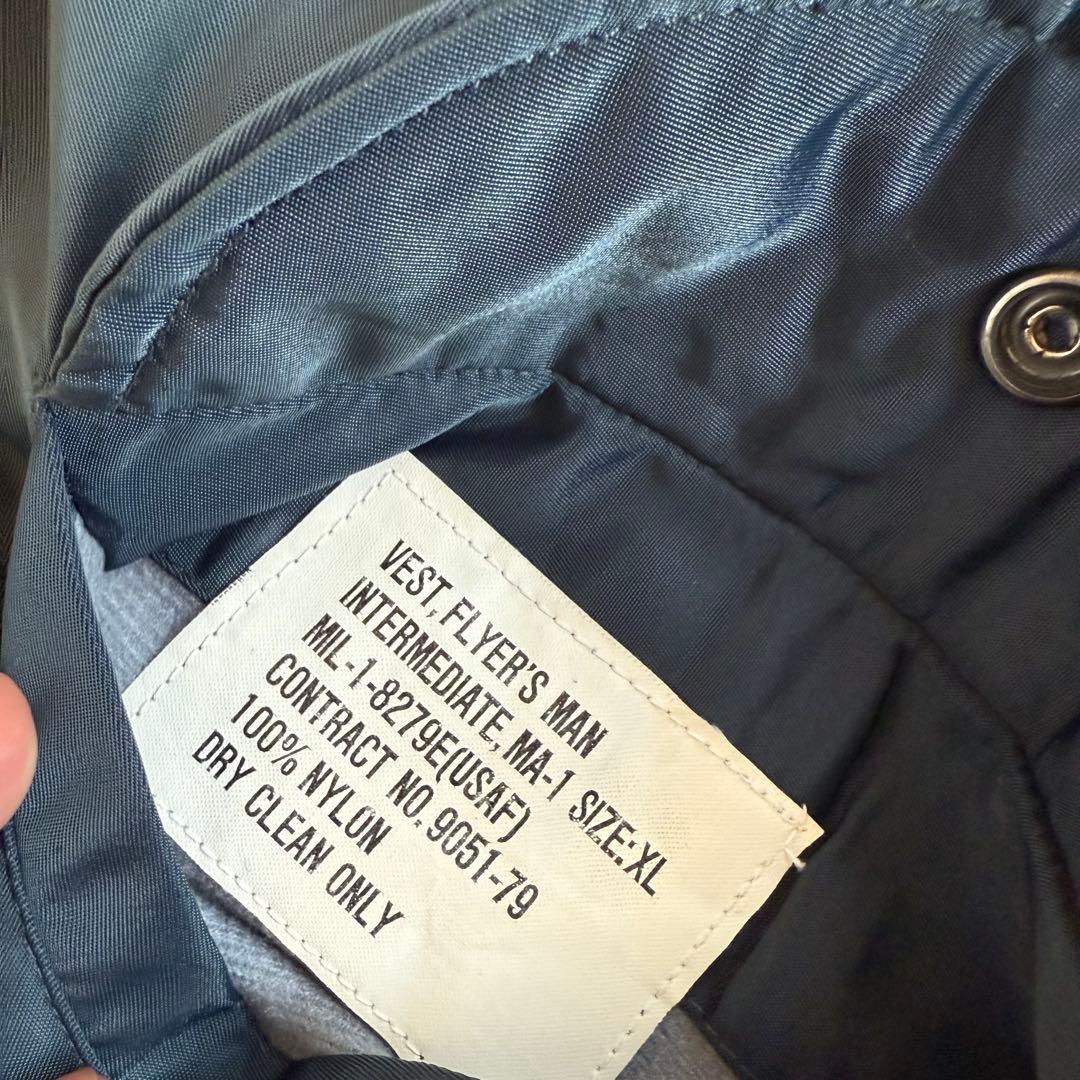 VEST, FLYER'S MAN
INTERMEDIATE, MA-1 SIZE:XL
MIL-1-8279E(USAF)
CONTRACT NO. 9051-79
100% NYLON
DRY CLEAN ONLY